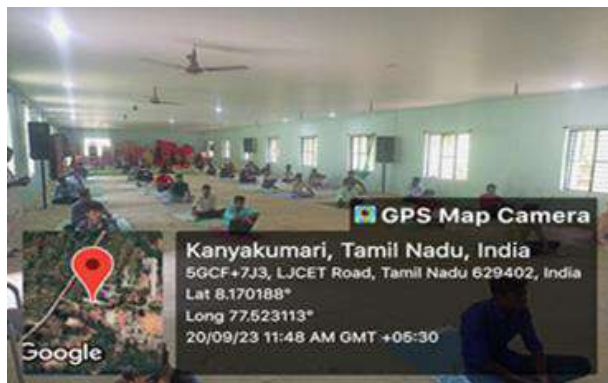 GPS Map Camera
Kanyakumari, Tamil Nadu, India
5GCF+7J3, LJCET Road, Tamil Nadu 629402, India
Lat 8.170188°
Long 77.523113°
20/09/23 11:48 AM GMT +05:30
Google